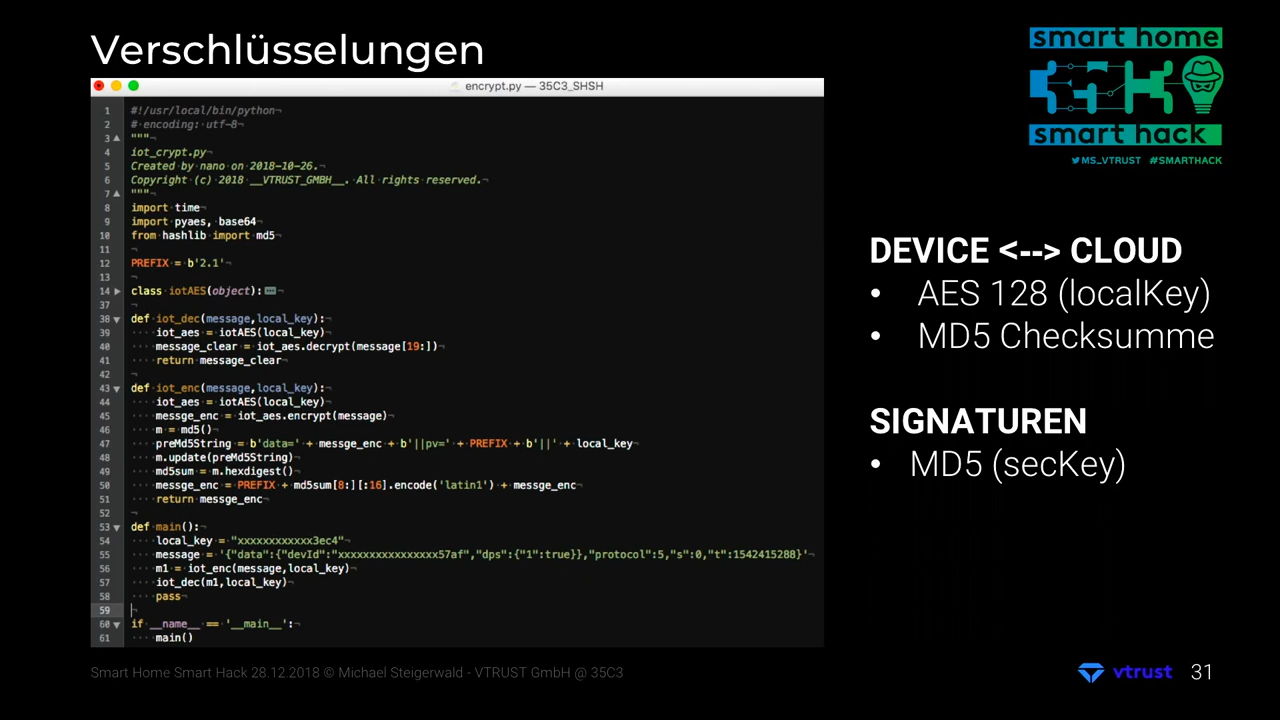 Verschlüsselungen
smart home
smart hack
MS_VTRUST #SMARTHACK
encrypt.py — 35C3_SHSH
1 #!/usr/local/bin/python
2 # encoding: utf-8
3 """
4 iot_crypt.py
5 Created by nano on 2018-10-26.
6 Copyright (c) 2018 __VTRUST_GMBH__. All rights reserved.
7 """
8 import time
9 import pyaes, base64
10 from hashlib import md5
11
12 PREFIX = b'2.1'
13
14 class iotAES(object):
37
38 def iot_dec(message,local_key):
39     iot_aes = iotAES(local_key)
40     message_clear = iot_aes.decrypt(message[19:])
41     return message_clear
42
43 def iot_enc(message,local_key):
44     iot_aes = iotAES(local_key)
45     messge_enc = iot_aes.encrypt(message)
46     m = md5()
47     preMd5String = b'data=' + messge_enc + b'||pv=' + PREFIX + b'||' + local_key
48     m.update(preMd5String)
49     md5sum = m.hexdigest()
50     messge_enc = PREFIX + md5sum[8:][:16].encode('latin1') + messge_enc
51     return messge_enc
52
53 def main():
54     local_key = "xxxxxxxxxxxx3ec4"
55     message = '{"data":{"devId":"xxxxxxxxxxxxxxxx57af","dps":{"1":true}},"protocol":5,"s":0,"t":1542415288}'
56     m1 = iot_enc(message,local_key)
57     iot_dec(m1,local_key)
58     pass
59
60 if __name__ == '__main__':
61     main()
DEVICE <--> CLOUD
• AES 128 (localKey)
• MD5 Checksumme
SIGNATUREN
• MD5 (secKey)
Smart Home Smart Hack 28.12.2018 © Michael Steigerwald - VTRUST GmbH @ 35C3
vtrust 31